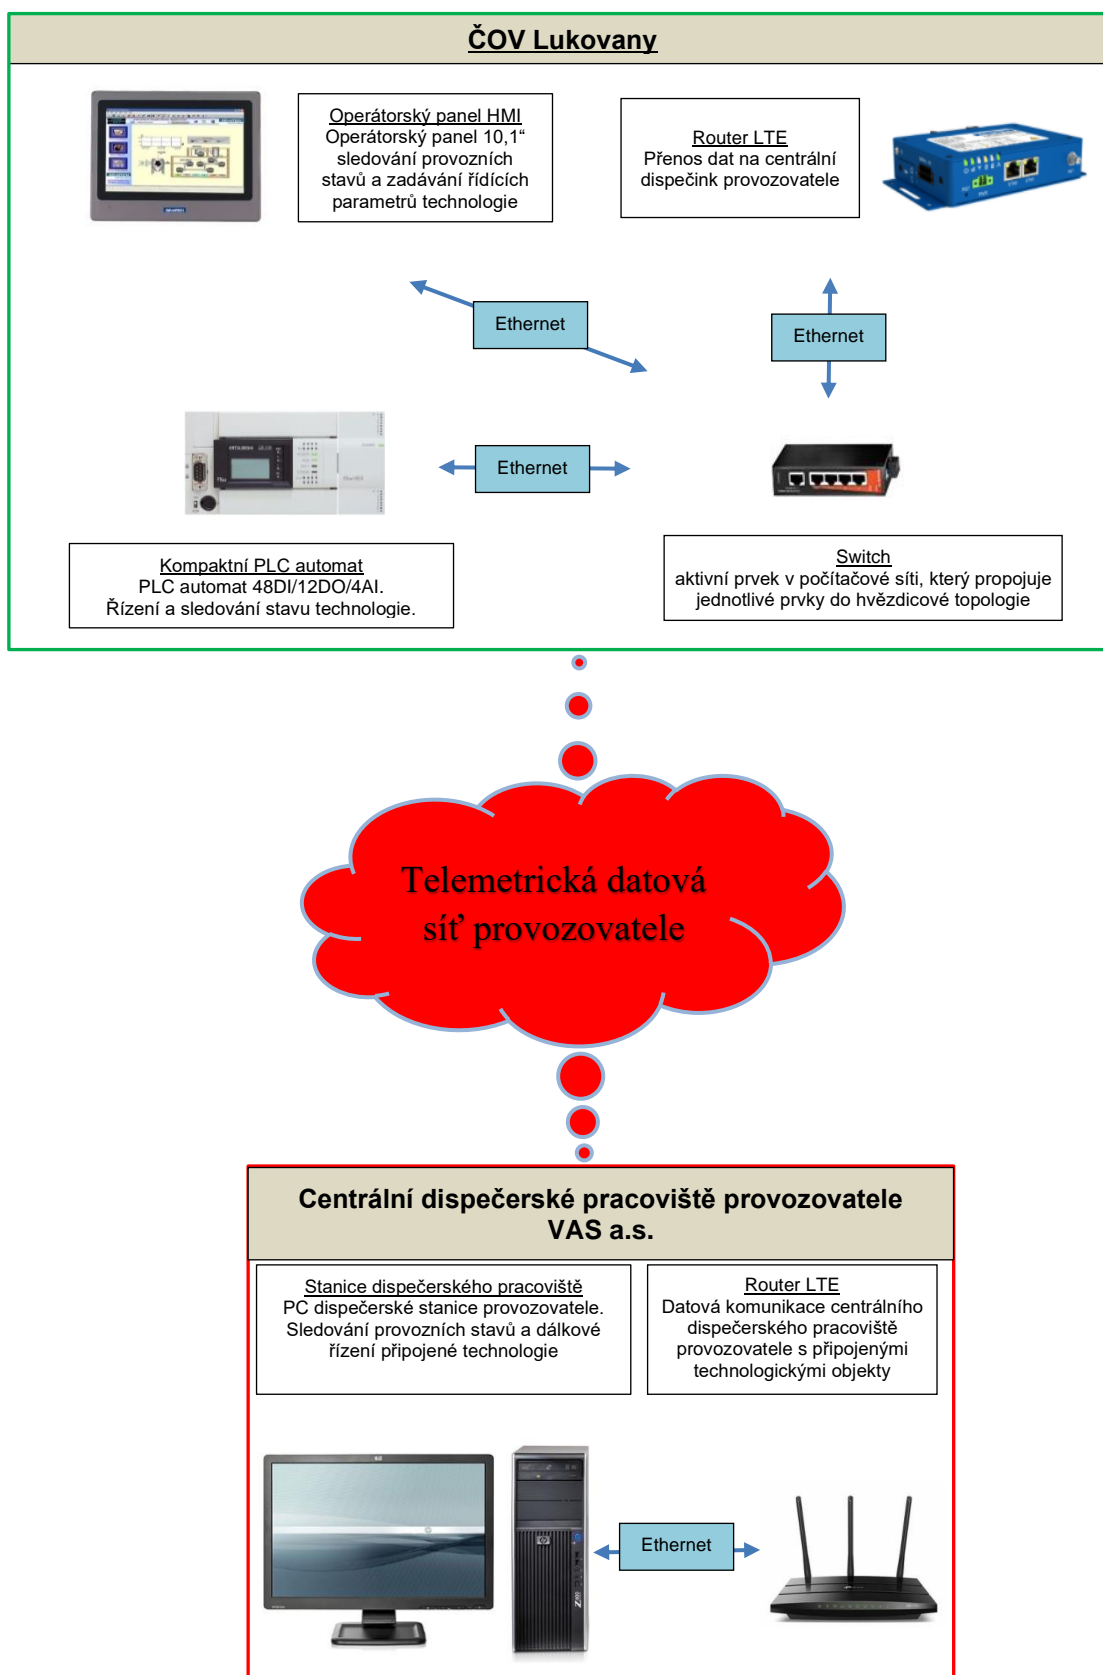 ČOV Lukovany
Operátorský panel HMI
Operátorský panel 10,1“
sledování provozních
stavů a zadávání řídících
parametrů technologie
Router LTE
Přenos dat na centrální
dispečink provozovatele
Ethernet
Ethernet
Ethernet
Kompaktní PLC automat
PLC automat 48DI/12DO/4AI.
Řízení a sledování stavu technologie.
Switch
aktivní prvek v počítačové síti, který propojuje
jednotlivé prvky do hvězdicové topologie
Telemetrická datová
síť provozovatele
Centrální dispečerské pracoviště provozovatele
VAS a.s.
Stanice dispečerského pracoviště
PC dispečerské stanice provozovatele.
Sledování provozních stavů a dálkové
řízení připojené technologie
Router LTE
Datová komunikace centrálního
dispečerského pracoviště
provozovatele s připojenými
technologickými objekty
Ethernet